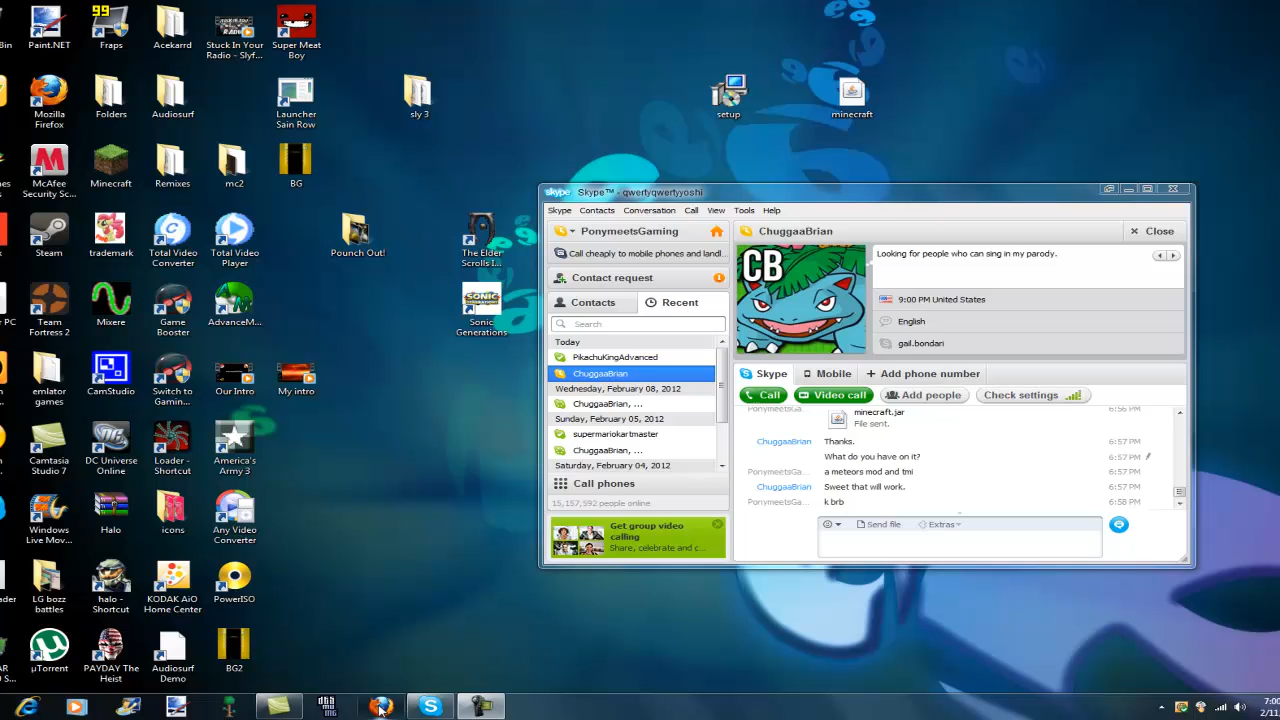 Bin
Paint.NET
99
Fraps
Acekarrd
Stuck In Your
Radio - Slyf...
Super Meat
Boy
Mozilla
Firefox
Folders
Audiosurf
Launcher
Sain Row
sly 3
setup
minecraft
McAfee
Security Sc...
Minecraft
Remixes
mc2
BG
Steam
trademark
Total Video
Converter
Total Video
Player
Pounch Out!
The Elder
Scrolls I...
PC
Team
Fortress 2
Mixere
Game
Booster
AdvanceM...
Sonic
Generations
emlator
games
CamStudio
Switch to
Gamin...
Our Intro
My intro
Camtasia
Studio 7
DC Universe
Online
Loader -
Shortcut
America's
Army 3
Windows
Live Mov...
Halo
icons
Any Video
Converter
LG bozz
battles
halo -
Shortcut
KODAK AiO
Home Center
PowerISO
µTorrent
PAYDAY The
Heist
Audiosurf
Demo
BG2
skype Skype™ - qwertyqwertyyoshi
Skype Contacts Conversation Call View Tools Help
PonymeetsGaming
Call cheaply to mobile phones and landl...
Contact request 1
Contacts Recent
Search
Today
PikachuKingAdvanced
ChuggaaBrian
Wednesday, February 08, 2012
ChuggaaBrian, ...
Sunday, February 05, 2012
supermariokartmaster
ChuggaaBrian, ...
Saturday, February 04, 2012
Call phones
15,157,592 people online
Get group video
calling
Share, celebrate and c...
ChuggaaBrian Close
CB
Looking for people who can sing in my parody.
9:00 PM United States
English
gail.bondari
Skype Mobile Add phone number
Call Video call Add people Check settings
PonymeetsGa... minecraft.jar 6:56 PM
File sent.
ChuggaaBrian Thanks. 6:57 PM
What do you have on it? 6:57 PM
PonymeetsGa... a meteors mod and tmi 6:57 PM
ChuggaaBrian Sweet that will work. 6:57 PM
PonymeetsGa... k brb 6:58 PM
Send file Extras
7:00
2/11